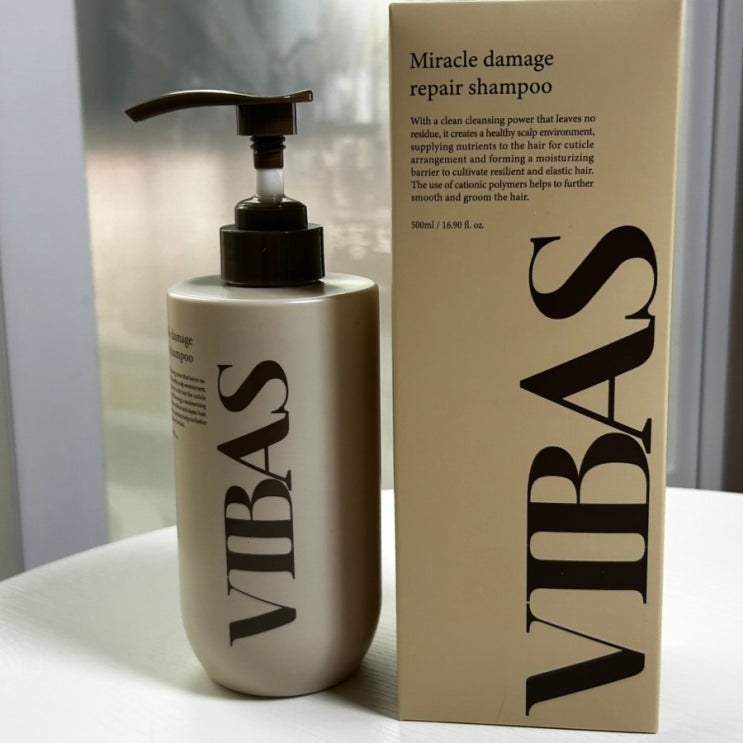 Miracle damage
repair shampoo
With a clean cleansing power that leaves no
residue, it creates a healthy scalp environment,
supplying nutrients to the hair for cuticle
arrangement and forming a moisturizing
barrier to cultivate resilient and elastic hair.
The use of cationic polymers helps to further
smooth and groom the hair.
500ml / 16.90 fl. oz.
VIBAS
damage
shampoo
VIBAS